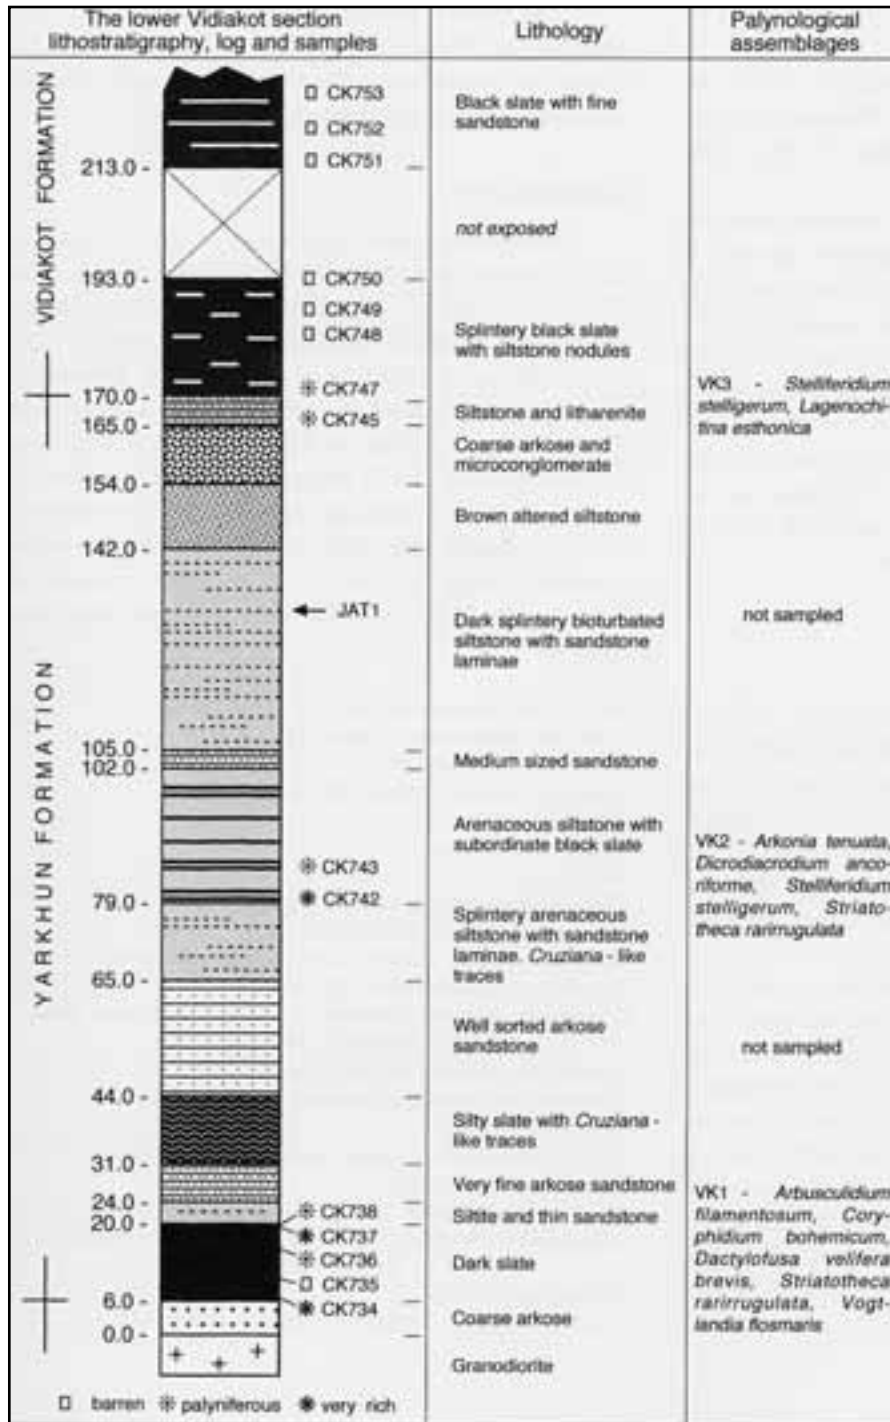 The lower Vidiakot section
lithostratigraphy, log and samples
Lithology
Palynological
assemblages
VIDIAKOT FORMATION
YARKHUN FORMATION
213.0 -
193.0 -
170.0 -
165.0 -
154.0 -
142.0 -
105.0 -
102.0 -
79.0 -
65.0 -
44.0 -
31.0 -
24.0 -
20.0 -
6.0 -
0.0 -
CK753
CK752
CK751
CK750
CK749
CK748
CK747
CK745
JAT1
CK743
CK742
CK738
CK737
CK736
CK735
CK734
Black slate with fine
sandstone
not exposed
Splintery black slate
with siltstone nodules
Siltstone and litharenite
Coarse arkose and
microconglomerate
Brown altered siltstone
Dark splintery bioturbated
siltstone with sandstone
laminae
Medium sized sandstone
Arenaceous siltstone with
subordinate black slate
Splintery arenaceous
siltstone with sandstone
laminae. Cruziana - like
traces
Well sorted arkose
sandstone
Silty slate with Cruziana -
like traces
Very fine arkose sandstone
Siltite and thin sandstone
Dark slate
Coarse arkose
Granodiorite
VK3 - Stelliferidium
stelligerum, Lagenochi-
tina esthonica
not sampled
VK2 - Arkonia tenuata,
Dicrodiacrodium anco-
riforme, Stelliferidium
stelligerum, Striato-
theca rarirrugulata
not sampled
VK1 - Arbusculidium
filamentosum, Cory-
phidium bohemicum,
Dactylofusa velifera
brevis, Striatotheca
rarirrugulata, Vogt-
landia flosmaris
barren palyniferous very rich